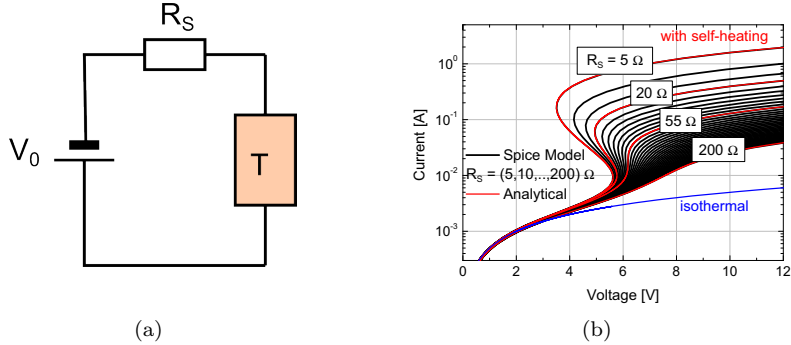 R_S
V_0
T
(a)
with self-heating
R_S = 5 Ω
20 Ω
55 Ω
200 Ω
Spice Model
R_S = (5,10,..,200) Ω
Analytical
isothermal
Current [A]
10^0
10^-1
10^-2
10^-3
0 2 4 6 8 10 12
Voltage [V]
(b)